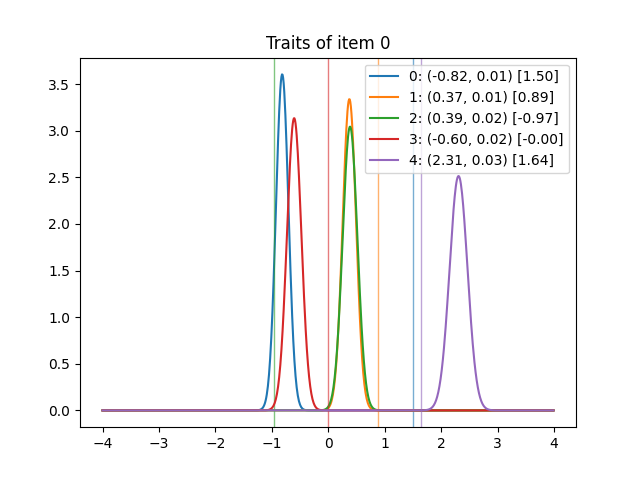 Traits of item 0
0: (-0.82, 0.01) [1.50]
1: (0.37, 0.01) [0.89]
2: (0.39, 0.02) [-0.97]
3: (-0.60, 0.02) [-0.00]
4: (2.31, 0.03) [1.64]
3.5
3.0
2.5
2.0
1.5
1.0
0.5
0.0
−4 −3 −2 −1 0 1 2 3 4